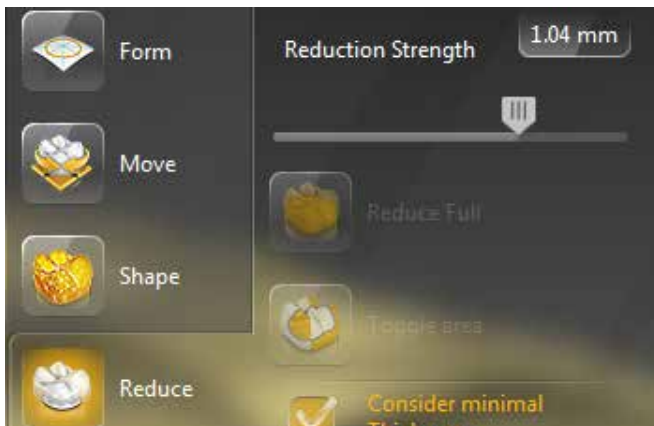 Form
Move
Shape
Reduce
Reduction Strength
1.04 mm
Reduce Full
Toggle area
Consider minimal